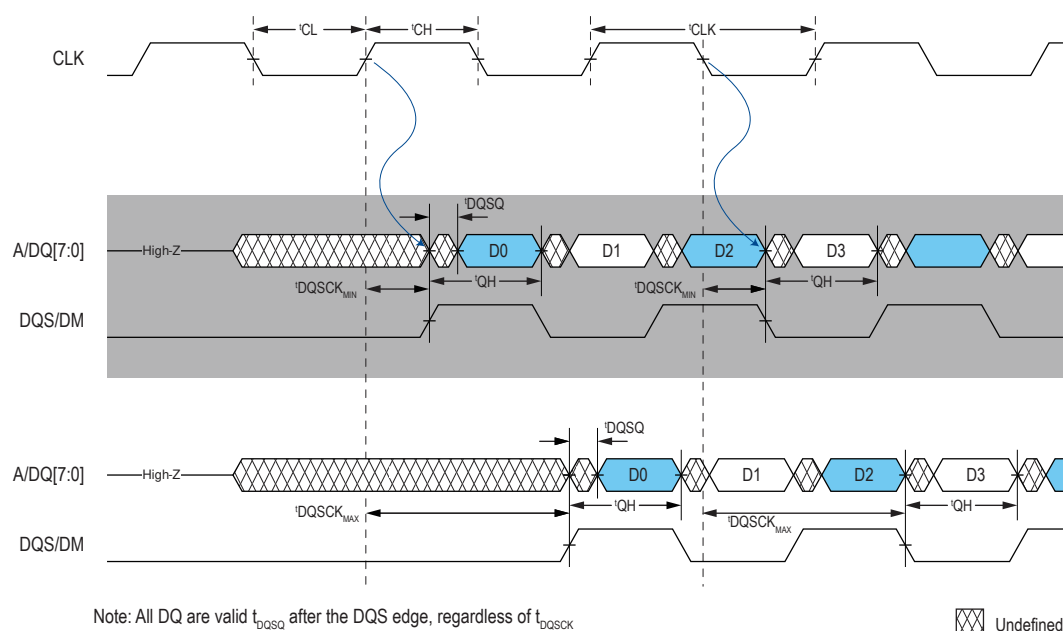 tCL tCH tCLK
CLK
tDQSQ
A/DQ[7:0] High-Z D0 D1 D2 D3
tDQSCKMIN tQH tDQSCKMIN tQH
DQS/DM
tDQSQ
A/DQ[7:0] High-Z D0 D1 D2 D3
tDQSCKMAX tQH tDQSCKMAX tQH
DQS/DM
Note: All DQ are valid tDQSQ after the DQS edge, regardless of tDQSCK
Undefined